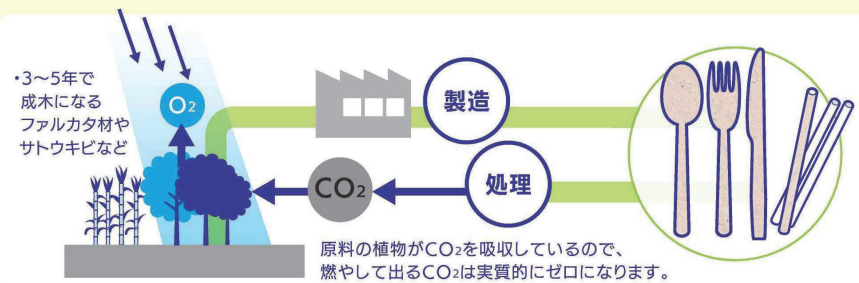 ・3〜5年で
成木になる
ファルカタ材や
サトウキビなど
O₂
製造
CO₂
処理
原料の植物がCO₂を吸収しているので、
燃やして出るCO₂は実質的にゼロになります。